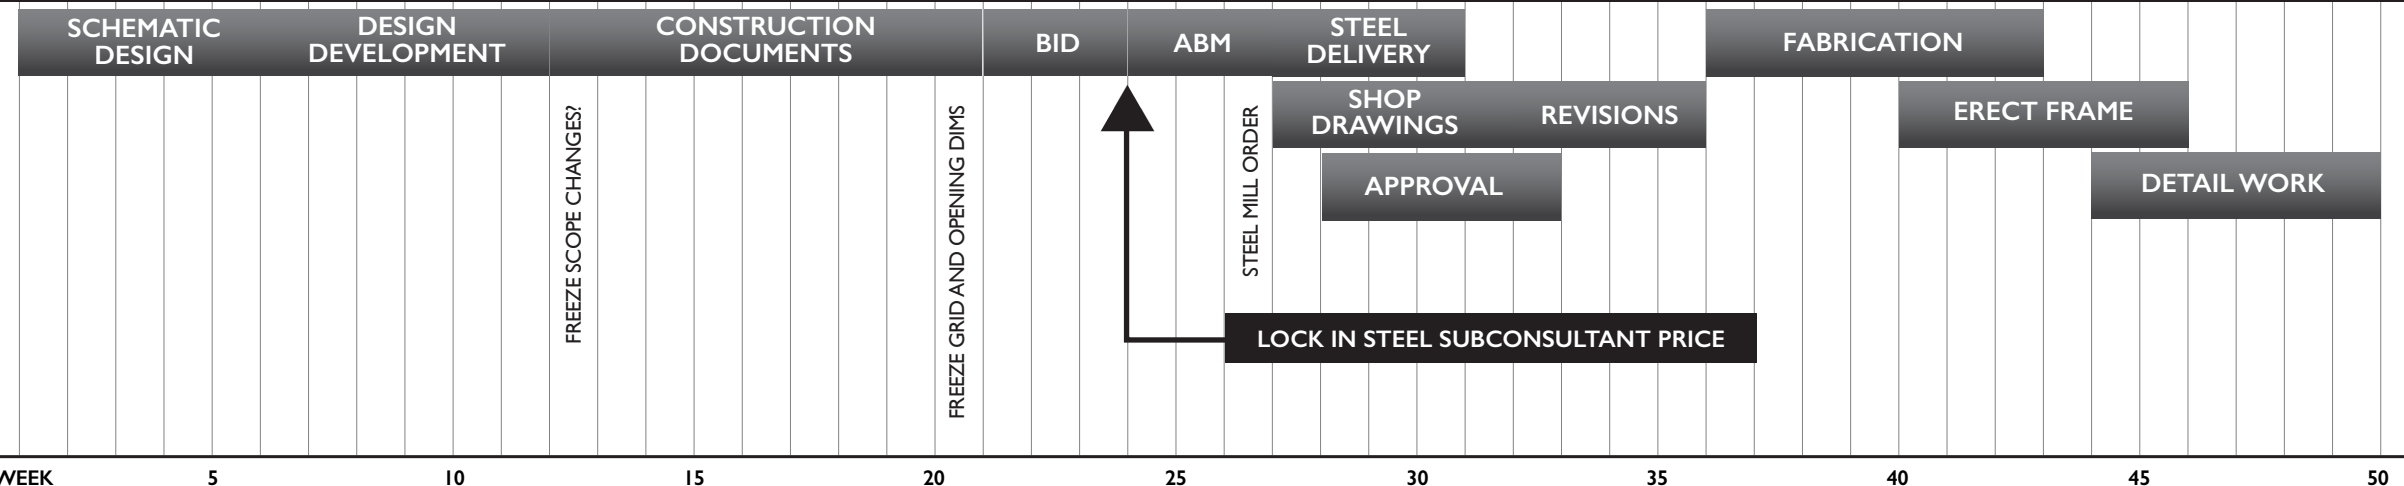 SCHEMATIC
DESIGN
DESIGN
DEVELOPMENT
CONSTRUCTION
DOCUMENTS
BID
ABM
STEEL
DELIVERY
FABRICATION
SHOP
DRAWINGS
REVISIONS
ERECT FRAME
APPROVAL
DETAIL WORK
FREEZE SCOPE CHANGES?
FREEZE GRID AND OPENING DIMS
STEEL MILL ORDER
LOCK IN STEEL SUBCONSULTANT PRICE
WEEK 5 10 15 20 25 30 35 40 45 50